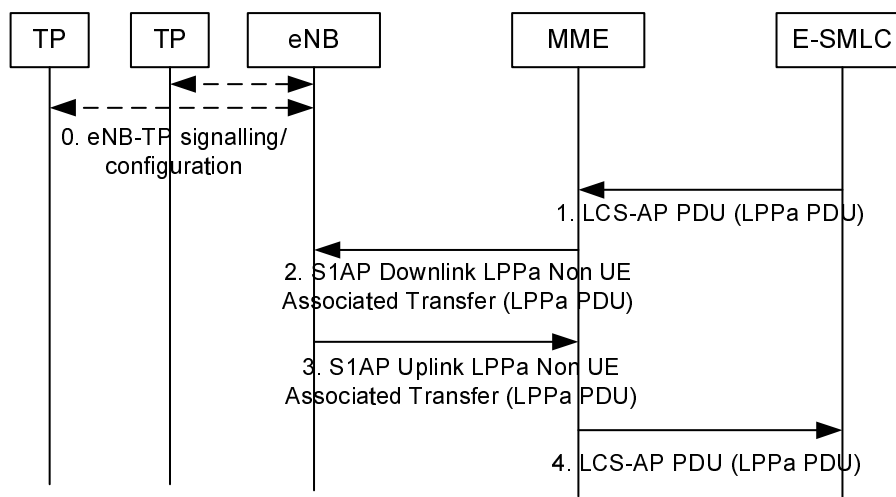 TP
TP
eNB
MME
E-SMLC
0. eNB-TP signalling/
configuration
1. LCS-AP PDU (LPPa PDU)
2. S1AP Downlink LPPa Non UE
Associated Transfer (LPPa PDU)
3. S1AP Uplink LPPa Non UE
Associated Transfer (LPPa PDU)
4. LCS-AP PDU (LPPa PDU)